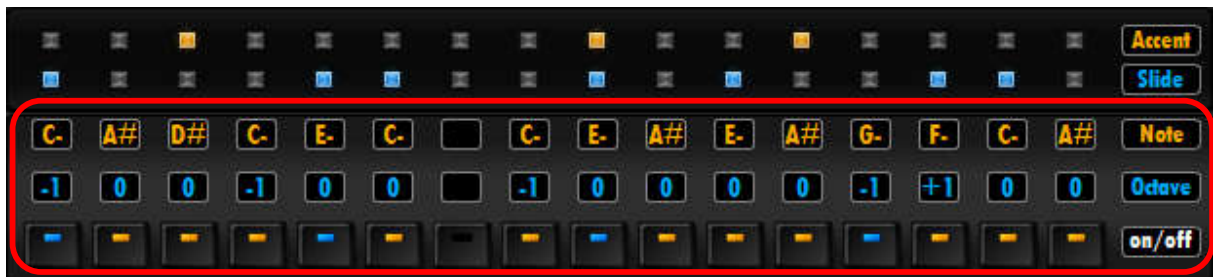 Accent
Slide
C- A# D# C- E- C- C- E- A# E- A# G- F- C- A# Note
-1 0 0 -1 0 0 -1 0 0 0 0 -1 +1 0 0 Octave
on/off